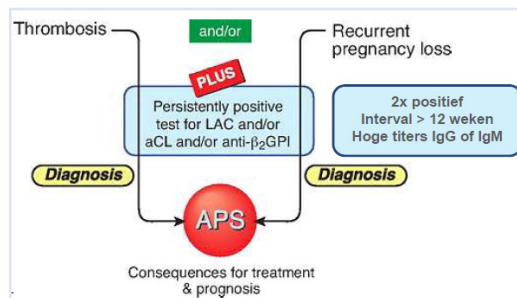 Thrombosis
and/or
Recurrent
pregnancy loss
PLUS
Persistently positive
test for LAC and/or
aCL and/or anti-β₂GPI
2x positief
Interval > 12 weken
Hoge titers IgG of IgM
Diagnosis
Diagnosis
APS
Consequences for treatment
& prognosis
.